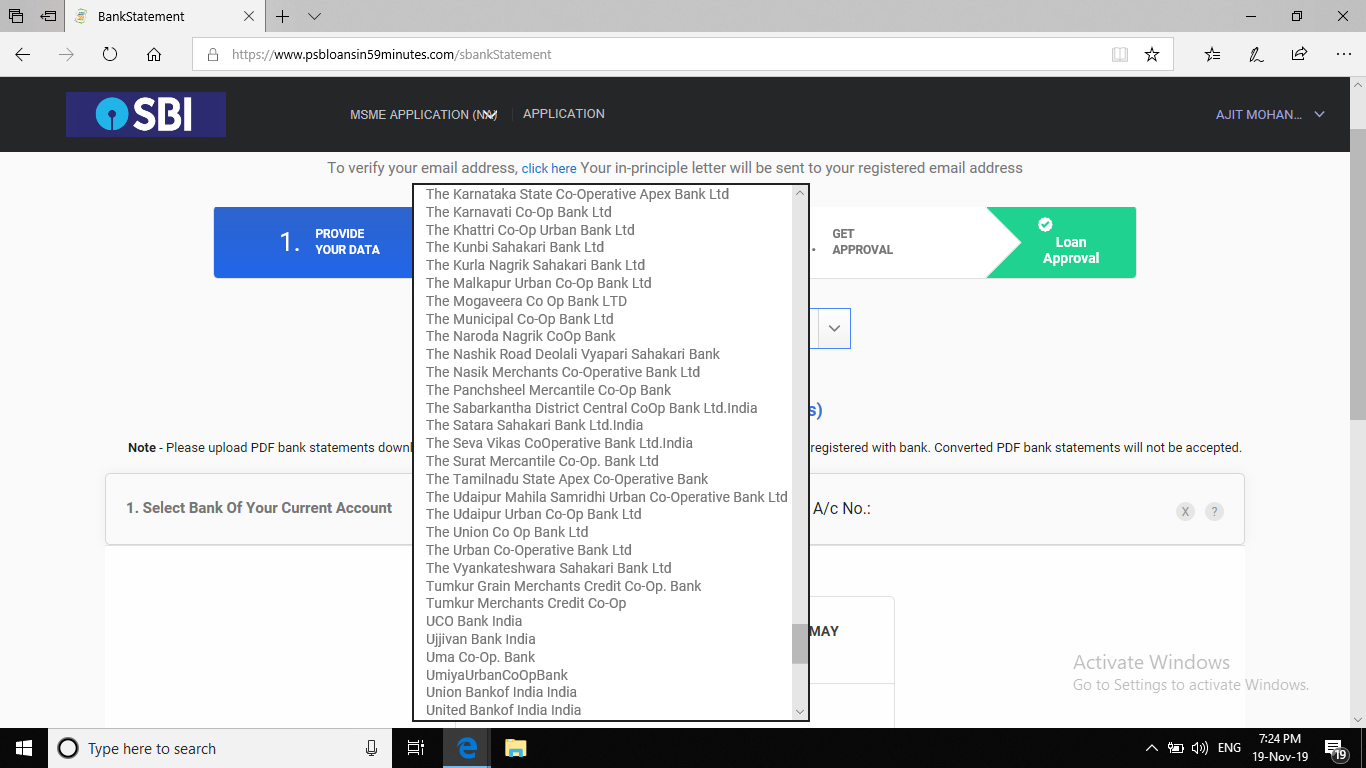 BankStatement
https://www.psbloansin59minutes.com/sbankStatement
SBI
MSME APPLICATION
APPLICATION
AJIT MOHAN...
To verify your email address, click here Your in-principle letter will be sent to your registered email address
1. PROVIDE YOUR DATA
GET APPROVAL
Loan Approval
The Karnataka State Co-Operative Apex Bank Ltd
The Karnavati Co-Op Bank Ltd
The Khattri Co-Op Urban Bank Ltd
The Kunbi Sahakari Bank Ltd
The Kurla Nagrik Sahakari Bank Ltd
The Malkapur Urban Co-Op Bank Ltd
The Mogaveera Co Op Bank LTD
The Municipal Co-Op Bank Ltd
The Naroda Nagrik CoOp Bank
The Nashik Road Deolali Vyapari Sahakari Bank
The Nasik Merchants Co-Operative Bank Ltd
The Panchsheel Mercantile Co-Op Bank
The Sabarkantha District Central CoOp Bank Ltd.India
The Satara Sahakari Bank Ltd.India
The Seva Vikas CoOperative Bank Ltd.India
The Surat Mercantile Co-Op. Bank Ltd
The Tamilnadu State Apex Co-Operative Bank
The Udaipur Mahila Samridhi Urban Co-Operative Bank Ltd
The Udaipur Urban Co-Op Bank Ltd
The Union Co Op Bank Ltd
The Urban Co-Operative Bank Ltd
The Vyankateshwara Sahakari Bank Ltd
Tumkur Grain Merchants Credit Co-Op. Bank
Tumkur Merchants Credit Co-Op
UCO Bank India
Ujjivan Bank India
Uma Co-Op. Bank
UmiyaUrbanCoOpBank
Union Bankof India India
United Bankof India India
s)
Note - Please upload PDF bank statements downl
registered with bank. Converted PDF bank statements will not be accepted.
1. Select Bank Of Your Current Account
A/c No.:
X ?
MAY
Activate Windows
Go to Settings to activate Windows.
Type here to search
ENG
7:24 PM
19-Nov-19
19